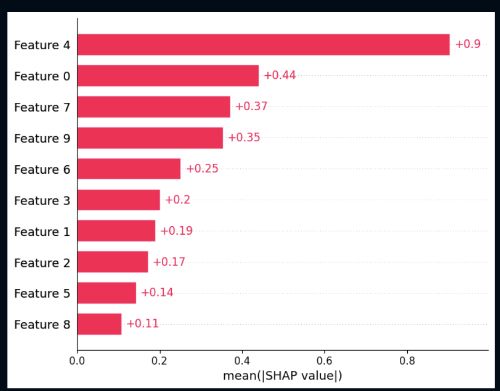 Feature 4 +0.9
Feature 0 +0.44
Feature 7 +0.37
Feature 9 +0.35
Feature 6 +0.25
Feature 3 +0.2
Feature 1 +0.19
Feature 2 +0.17
Feature 5 +0.14
Feature 8 +0.11
0.0 0.2 0.4 0.6 0.8
mean(|SHAP value|)